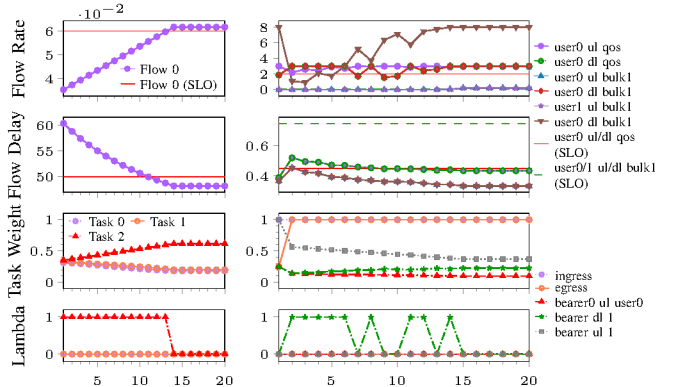 ·10⁻²
Flow Rate
6
5
4
Flow 0
Flow 0 (SLO)
8
6
4
2
0
user0 ul qos
user0 dl qos
user0 ul bulk1
user0 dl bulk1
user1 ul bulk1
user0 dl bulk1
user0 ul/dl qos
(SLO)
user0/1 ul/dl bulk1
(SLO)
Flow Delay
60
55
50
0.6
0.4
Task Weight
1
0.5
0
Task 0
Task 1
Task 2
1
0.5
0
ingress
egress
bearer0 ul user0
bearer dl 1
bearer ul 1
Lambda
1
0
5
10
15
20
1
0
5
10
15
20